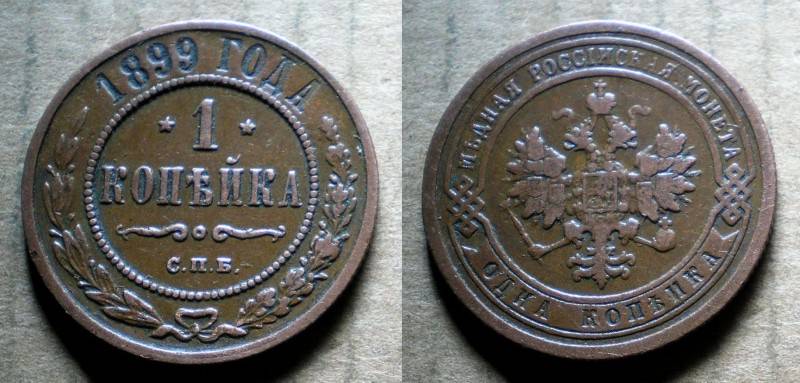 1899 ГОДА
1
КОПѢЙКА
С.П.Б.
МѢДНАЯ РОССIЙСКАЯ МОНЕТА
ОДНА КОПѢЙКА